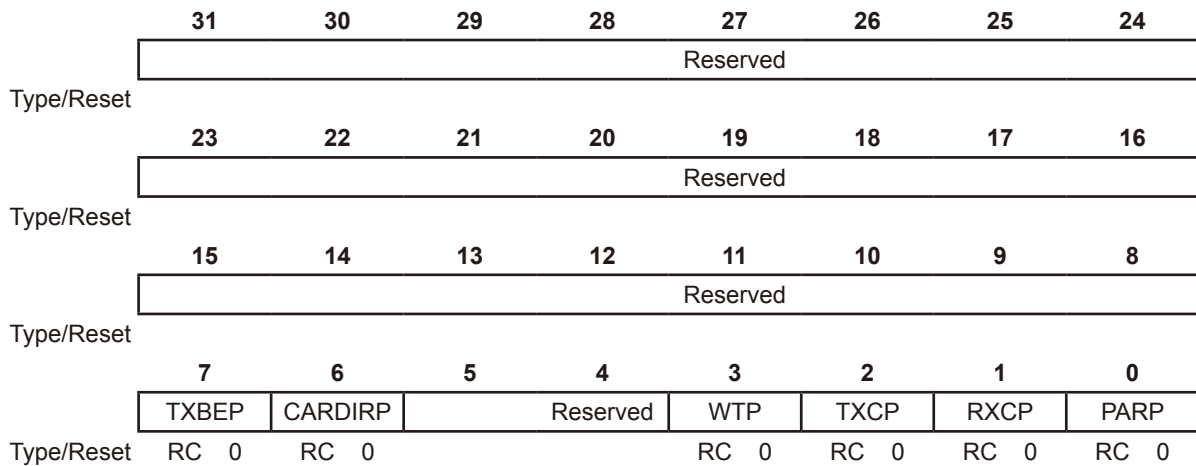 31 30 29 28 27 26 25 24
Reserved
Type/Reset
23 22 21 20 19 18 17 16
Reserved
Type/Reset
15 14 13 12 11 10 9 8
Reserved
Type/Reset
7 6 5 4 3 2 1 0
TXBEP CARDIRP Reserved WTP TXCP RXCP PARP
Type/Reset RC 0 RC 0 RC 0 RC 0 RC 0 RC 0